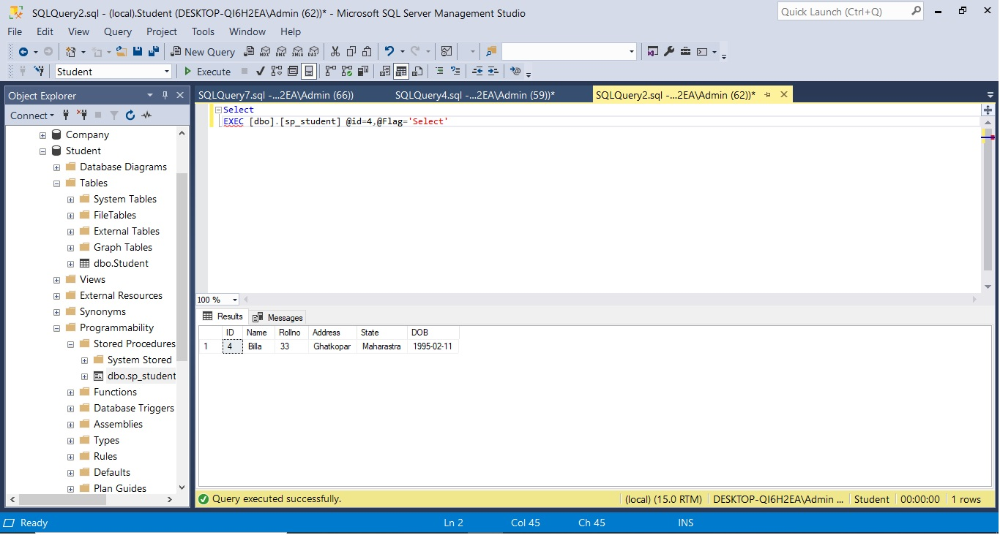 SQLQuery2.sql - (local).Student (DESKTOP-QI6H2EA\Admin (62))* - Microsoft SQL Server Management Studio
Quick Launch (Ctrl+Q)
File Edit View Query Project Tools Window Help
New Query MDX DMX XMLA DAX
Student Execute
Object Explorer
SQLQuery7.sql -...2EA\Admin (66))
SQLQuery4.sql -...2EA\Admin (59))*
SQLQuery2.sql -...2EA\Admin (62))*
Connect
Company
Student
Database Diagrams
Tables
System Tables
FileTables
External Tables
Graph Tables
dbo.Student
Views
External Resources
Synonyms
Programmability
Stored Procedures
System Stored
dbo.sp_student
Functions
Database Triggers
Assemblies
Types
Rules
Defaults
Plan Guides
Select
EXEC [dbo].[sp_student] @id=4,@Flag='Select'
100 %
Results Messages
ID Name Rollno Address State DOB
1 4 Billa 33 Ghatkopar Maharastra 1995-02-11
Query executed successfully.
(local) (15.0 RTM) DESKTOP-QI6H2EA\Admin ... Student 00:00:00 1 rows
Ready Ln 2 Col 45 Ch 45 INS